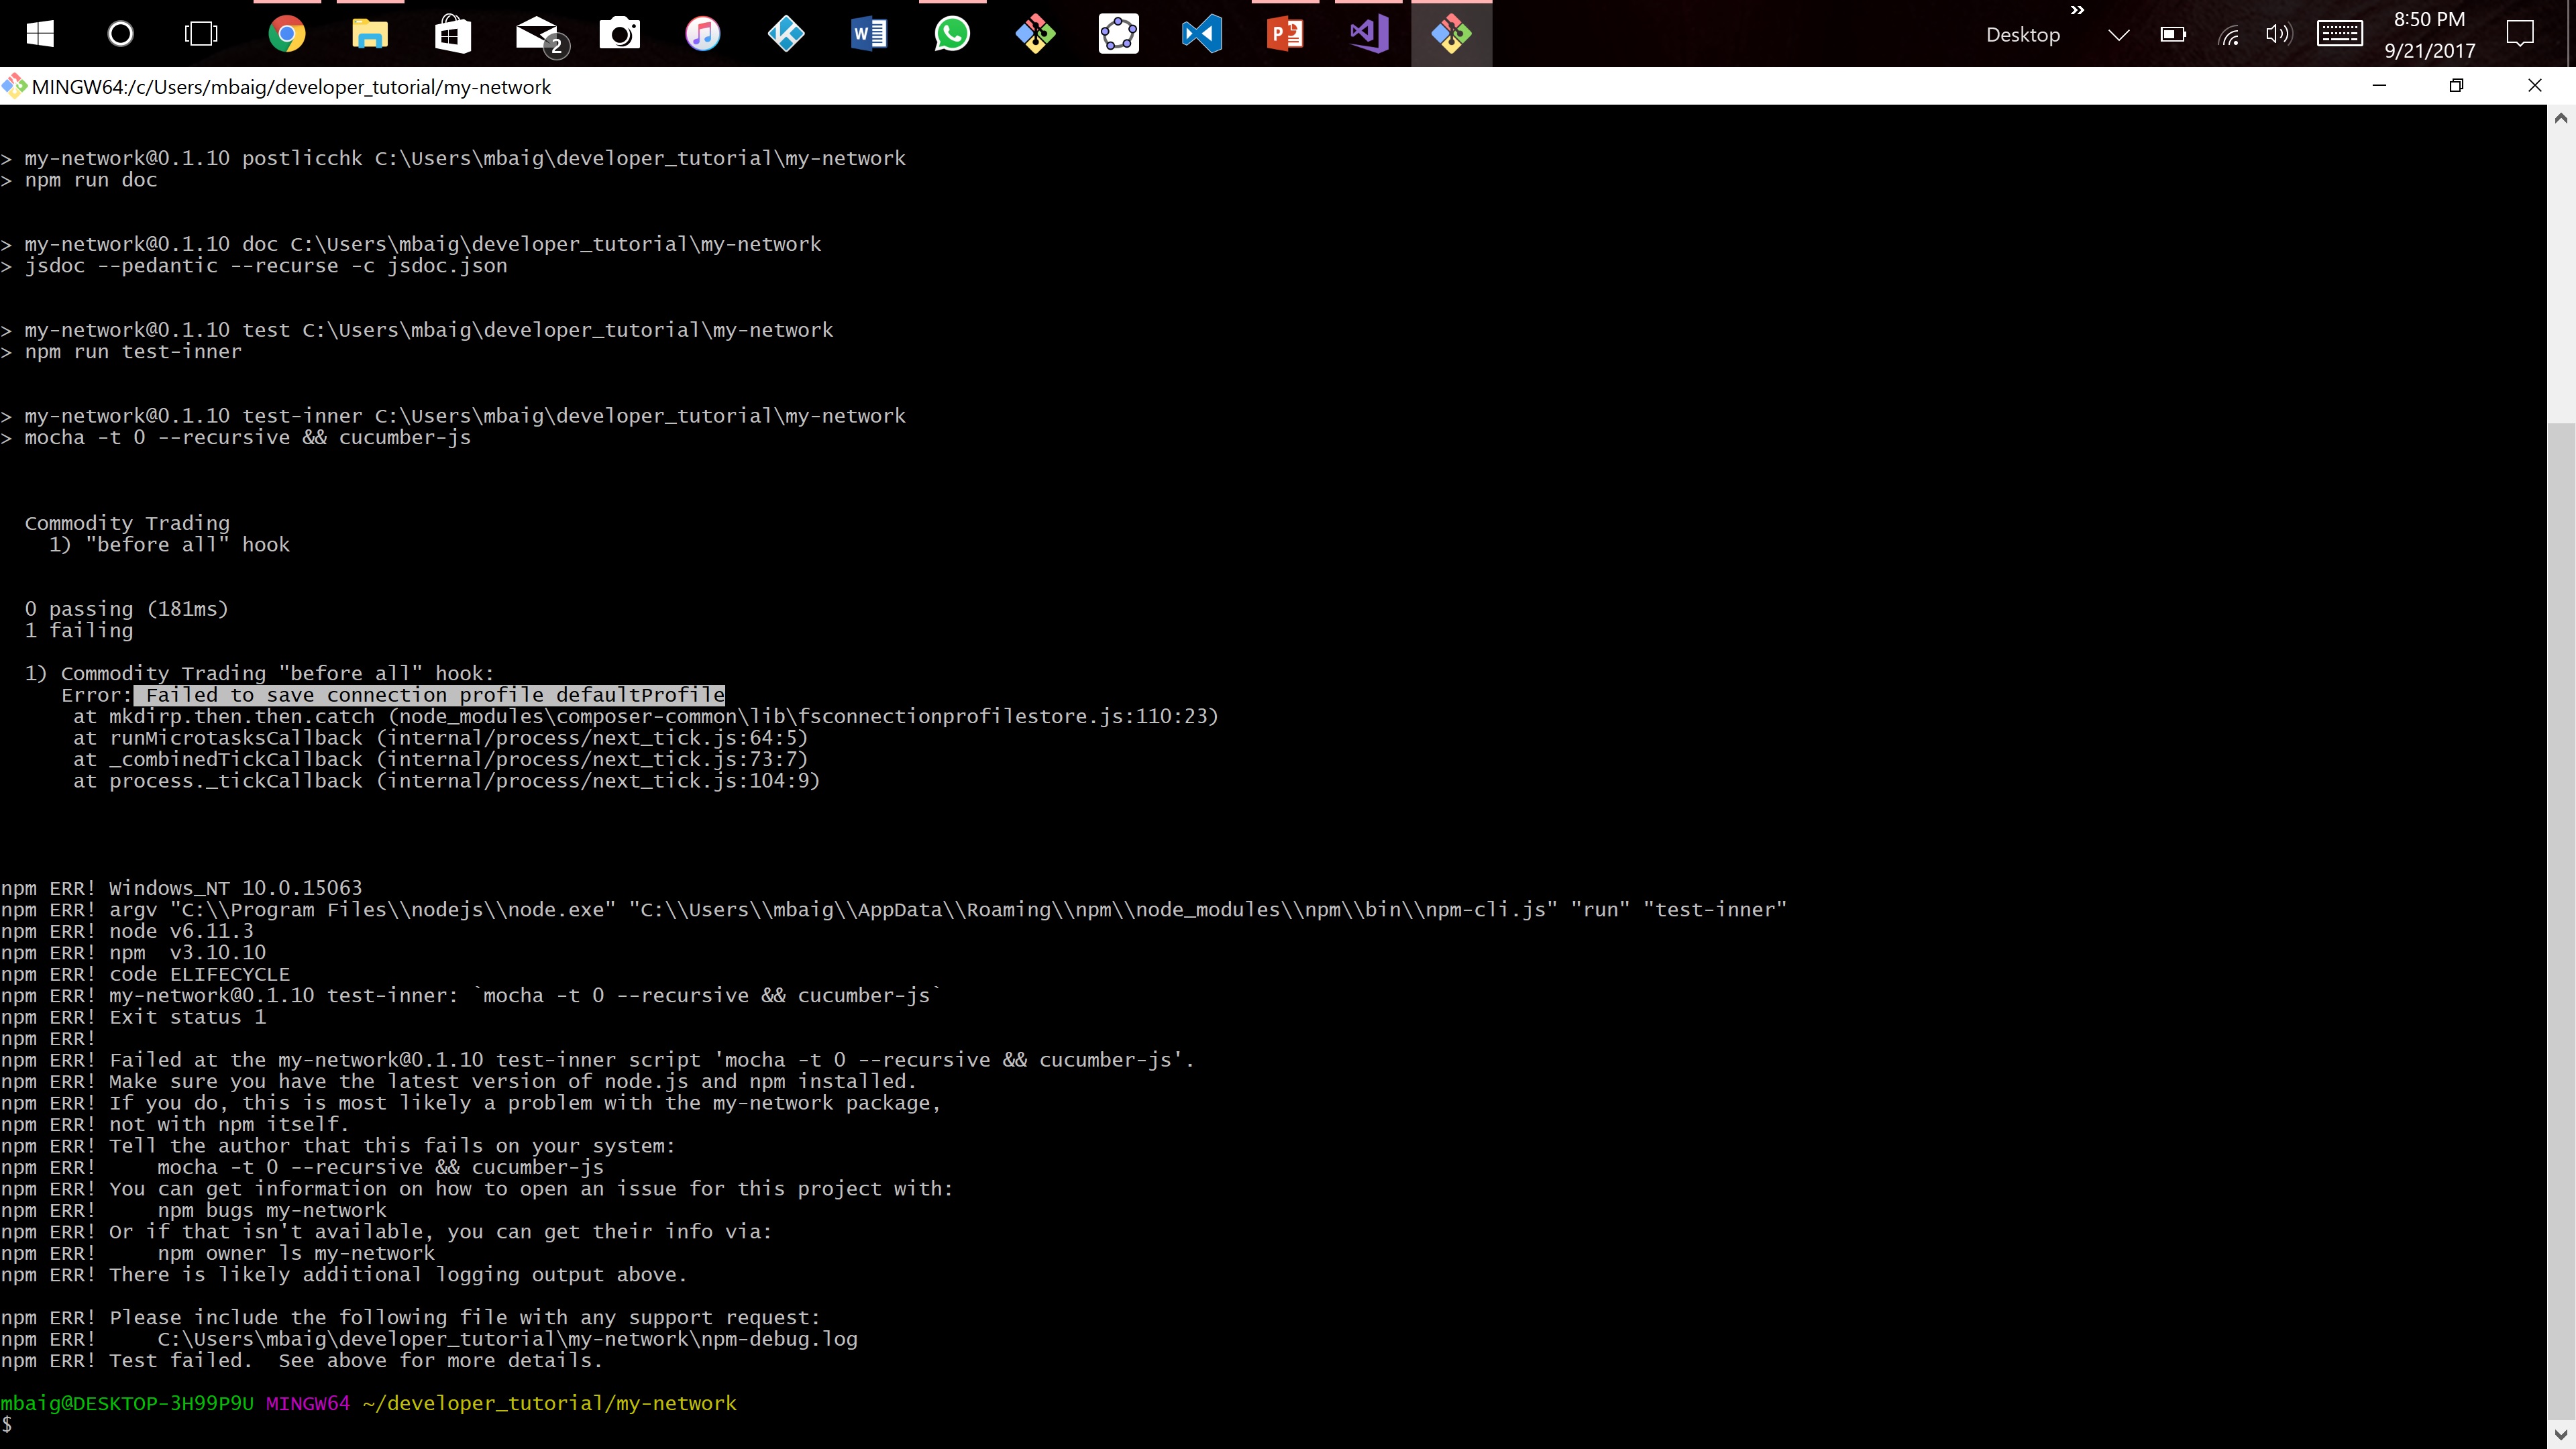 2
W
P
Desktop
8:50 PM
9/21/2017
MINGW64:/c/Users/mbaig/developer_tutorial/my-network
> my-network@0.1.10 postlicchk C:\Users\mbaig\developer_tutorial\my-network
> npm run doc
> my-network@0.1.10 doc C:\Users\mbaig\developer_tutorial\my-network
> jsdoc --pedantic --recurse -c jsdoc.json
> my-network@0.1.10 test C:\Users\mbaig\developer_tutorial\my-network
> npm run test-inner
> my-network@0.1.10 test-inner C:\Users\mbaig\developer_tutorial\my-network
> mocha -t 0 --recursive && cucumber-js
Commodity Trading
1) "before all" hook
0 passing (181ms)
1 failing
1) Commodity Trading "before all" hook:
Error: Failed to save connection profile defaultProfile
at mkdirp.then.then.catch (node_modules\composer-common\lib\fsconnectionprofilestore.js:110:23)
at runMicrotasksCallback (internal/process/next_tick.js:64:5)
at _combinedTickCallback (internal/process/next_tick.js:73:7)
at process._tickCallback (internal/process/next_tick.js:104:9)
npm ERR! Windows_NT 10.0.15063
npm ERR! argv "C:\\Program Files\\nodejs\\node.exe" "C:\\Users\\mbaig\\AppData\\Roaming\\npm\\node_modules\\npm\\bin\\npm-cli.js" "run" "test-inner"
npm ERR! node v6.11.3
npm ERR! npm  v3.10.10
npm ERR! code ELIFECYCLE
npm ERR! my-network@0.1.10 test-inner: `mocha -t 0 --recursive && cucumber-js`
npm ERR! Exit status 1
npm ERR!
npm ERR! Failed at the my-network@0.1.10 test-inner script 'mocha -t 0 --recursive && cucumber-js'.
npm ERR! Make sure you have the latest version of node.js and npm installed.
npm ERR! If you do, this is most likely a problem with the my-network package,
npm ERR! not with npm itself.
npm ERR! Tell the author that this fails on your system:
npm ERR!     mocha -t 0 --recursive && cucumber-js
npm ERR! You can get information on how to open an issue for this project with:
npm ERR!     npm bugs my-network
npm ERR! Or if that isn't available, you can get their info via:
npm ERR!     npm owner ls my-network
npm ERR! There is likely additional logging output above.
npm ERR! Please include the following file with any support request:
npm ERR!     C:\Users\mbaig\developer_tutorial\my-network\npm-debug.log
npm ERR! Test failed.  See above for more details.
mbaig@DESKTOP-3H99P9U MINGW64 ~/developer_tutorial/my-network
$